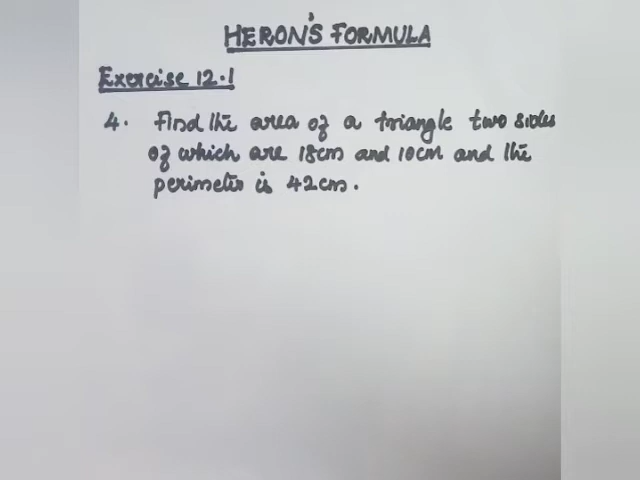 HERON'S FORMULA
Exercise 12.1
4. Find the area of a triangle two sides
of which are 18cm and 10cm and the
perimeter is 42cm.